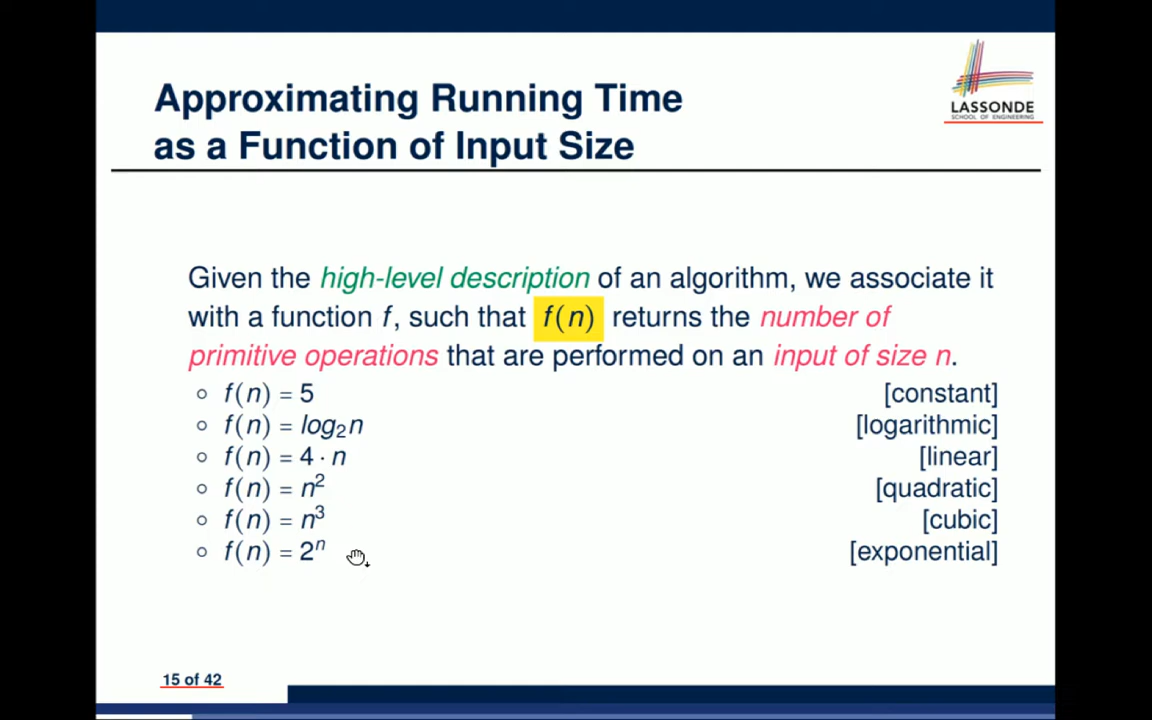 Approximating Running Time
as a Function of Input Size
LASSONDE
SCHOOL OF ENGINEERING
Given the high-level description of an algorithm, we associate it
with a function f, such that f(n) returns the number of
primitive operations that are performed on an input of size n.
○ f(n) = 5 [constant]
○ f(n) = log₂n [logarithmic]
○ f(n) = 4 · n [linear]
○ f(n) = n² [quadratic]
○ f(n) = n³ [cubic]
○ f(n) = 2ⁿ [exponential]
15 of 42